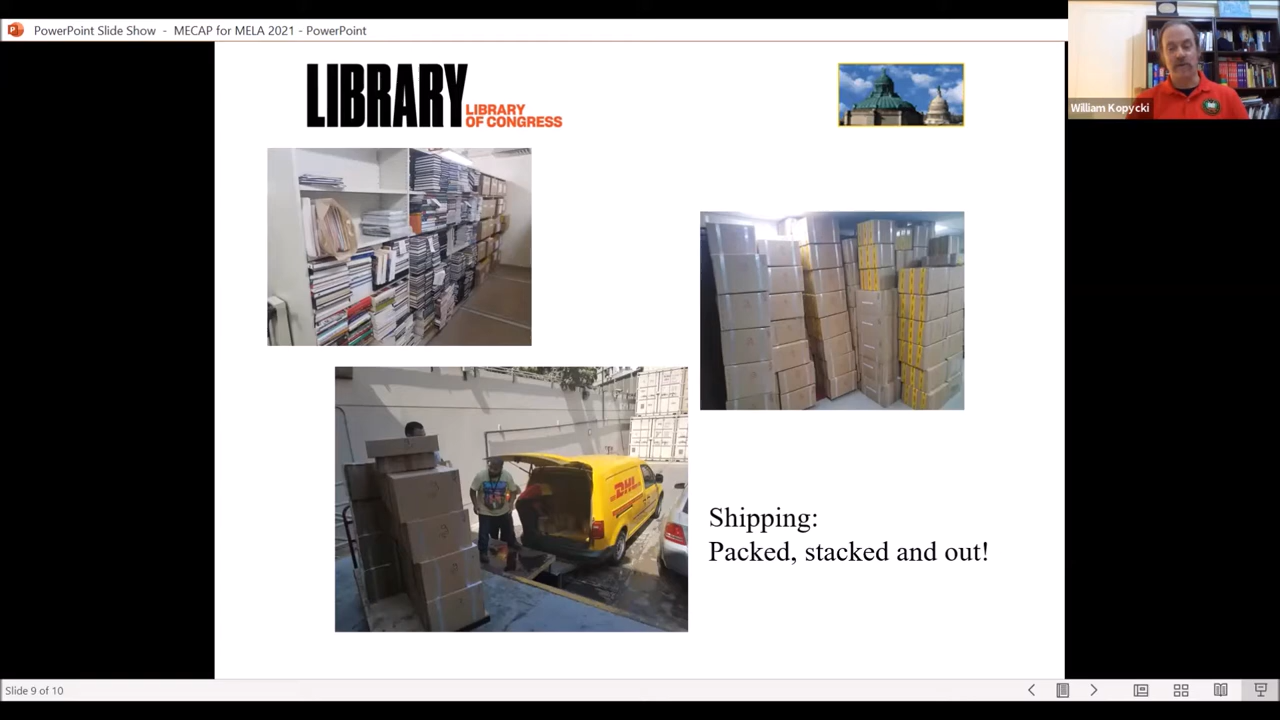 PowerPoint Slide Show - MECAP for MELA 2021 - PowerPoint
William Kopycki
LIBRARY
LIBRARY
OF CONGRESS
DHL
Shipping:
Packed, stacked and out!
Slide 9 of 10